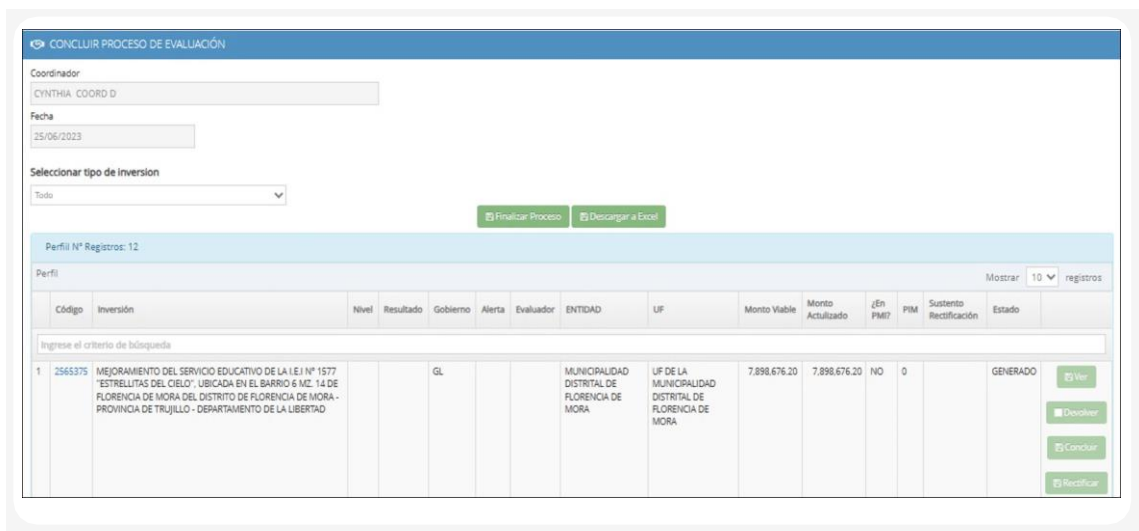 CONCLUIR PROCESO DE EVALUACIÓN
Coordinador
CYNTHIA COORD D
Fecha
25/06/2023
Seleccionar tipo de inversion
Todo
Finalizar Proceso Descargar a Excel
Perfili N° Registros: 12
Perfil Mostrar 10 registros
Código Inversión Nivel Resultado Gobierno Alerta Evaluador ENTIDAD UF Monto Viable Monto Actulizado ¿En PMI? PIM Sustento Rectificación Estado
Ingrese el criterio de búsqueda
1 2565375 MEJORAMIENTO DEL SERVICIO EDUCATIVO DE LA I.E.I N° 1577 GL MUNICIPALIDAD UF DE LA 7,898,676.20 7,898,676.20 NO 0 GENERADO Ver
"ESTRELLITAS DEL CIELO", UBICADA EN EL BARRIO 6 MZ. 14 DE DISTRITAL DE MUNICIPALIDAD
FLORENCIA DE MORA DEL DISTRITO DE FLORENCIA DE MORA - FLORENCIA DE DISTRITAL DE
PROVINCIA DE TRUJILLO - DEPARTAMENTO DE LA LIBERTAD MORA FLORENCIA DE
MORA
Devolver
Concluir
Rectificar